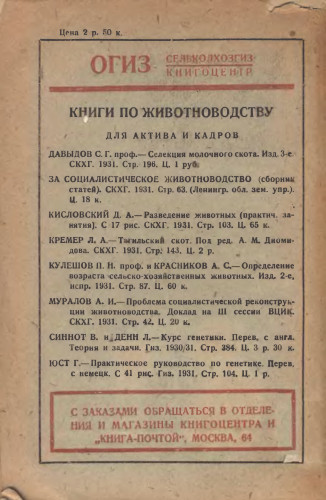 Цена 2 р. 50 к.
ОГИЗ СЕЛЬКОЛХОЗГИЗ
КНИГОЦЕНТР
КНИГИ ПО ЖИВОТНОВОДСТВУ
ДЛЯ АКТИВА И КАДРОВ
ДАВЫДОВ С. Г. проф.—Селекция молочного скота. Изд. 3-е.
СКХГ. 1931. Стр. 196. Ц. 1 руб.
ЗА СОЦИАЛИСТИЧЕСКОЕ ЖИВОТНОВОДСТВО (сборник
статей). СКХГ. 1931. Стр. 63. (Ленингр. обл. зем. упр.).
Ц. 18 к.
КИСЛОВСКИЙ Д. А.—Разведение животных (практич. за-
нятия). С 17 рис. СКХГ. 1931. Стр. 103. Ц. 65 к.
КРЕМЕР Л. А.—Тагильский скот. Под ред. А. М. Диоми-
дова. СКХГ. 1931. Стр. 143. Ц. 2 р.
КУЛЕШОВ П. Н. проф. и КРАСНИКОВ А. С.—Определение
возраста сельско-хозяйственных животных. Изд. 2-е,
испр. 1931. Стр. 87. Ц. 60 к.
МУРАЛОВ А. И.—Проблема социалистической реконструк-
ции животноводства. Доклад на III сессии ВЦИК.
СКХГ. 1931. Стр. 42. Ц. 20 к.
СИННОТ В. и ДЕНН Л.—Курс генетики. Перев. с англ.
Теория и задачи. Гиз. 1930/31. Стр. 384. Ц. 3 р. 30 к.
ЮСТ Г.—Практическое руководство по генетике. Перев.
с немецк. С 41 рис. Гиз. 1931. Стр. 104. Ц. 1 р.
С ЗАКАЗАМИ ОБРАЩАТЬСЯ В ОТДЕЛЕ-
НИЯ И МАГАЗИНЫ КНИГОЦЕНТРА И
„КНИГА-ПОЧТОЙ", МОСКВА, 64